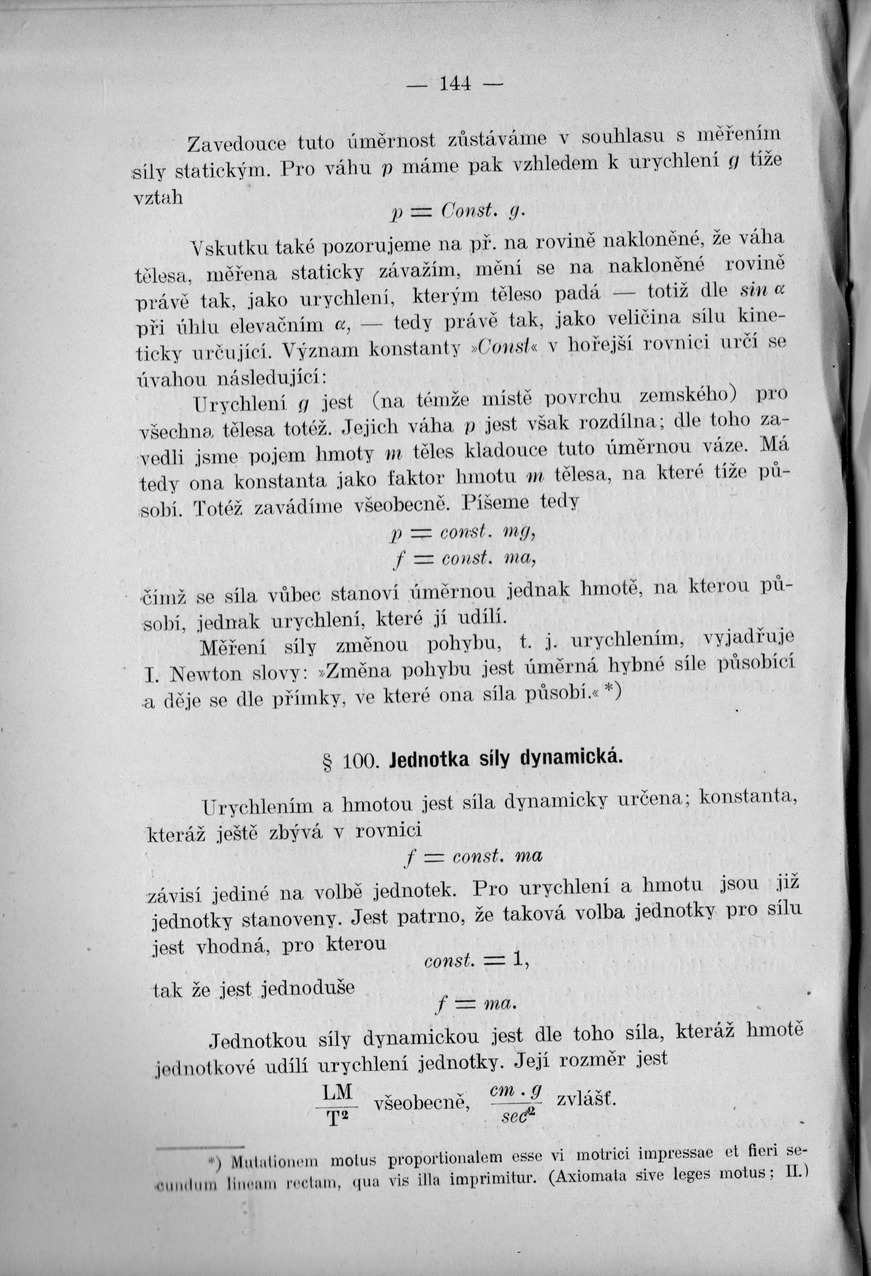 — 144 —
Zavedouce tuto úměrnost zůstáváme v souhlasu s měřením
síly statickým. Pro váhu p máme pak vzhledem k urychlení g tíže
vztah
p = Const. g.
Vskutku také pozorujeme na př. na rovině nakloněné, že váha
tělesa, měřena staticky závažím, mění se na nakloněné rovině
právě tak, jako urychlení, kterým těleso padá — totiž dle sin α
při úhlu elevačním α, — tedy právě tak, jako veličina sílu kine-
ticky určující. Význam konstanty »Const« v hořejší rovnici určí se
úvahou následující:
Urychlení g jest (na témže místě povrchu zemského) pro
všechna tělesa totéž. Jejich váha p jest však rozdílna; dle toho za-
vedli jsme pojem hmoty m těles kladouce tuto úměrnou váze. Má
tedy ona konstanta jako faktor hmotu m tělesa, na které tíže pů-
sobí. Totéž zavádíme všeobecně. Píšeme tedy
p = const. mg,
f = const. ma,
čímž se síla vůbec stanoví úměrnou jednak hmotě, na kterou pů-
sobí, jednak urychlení, které jí udílí.
Měření síly změnou pohybu, t. j. urychlením, vyjadřuje
I. Newton slovy: »Změna pohybu jest úměrná hybné síle působící
a děje se dle přímky, ve které ona síla působí.« *)
§ 100. Jednotka síly dynamická.
Urychlením a hmotou jest síla dynamicky určena; konstanta,
kteráž ještě zbývá v rovnici
f = const. ma
závisí jediné na volbě jednotek. Pro urychlení a hmotu jsou již
jednotky stanoveny. Jest patrno, že taková volba jednotky pro sílu
jest vhodná, pro kterou
const. = 1,
tak že jest jednoduše
f = ma.
Jednotkou síly dynamickou jest dle toho síla, kteráž hmotě
jednotkové udílí urychlení jednotky. Její rozměr jest
LM/T² všeobecně, cm . g/sec² zvlášť.
*) Mutationem motus proportionalem esse vi motrici impressae et fieri se-
cundum lineam rectam, qua vis illa imprimitur. (Axiomata sive leges motus; II.)